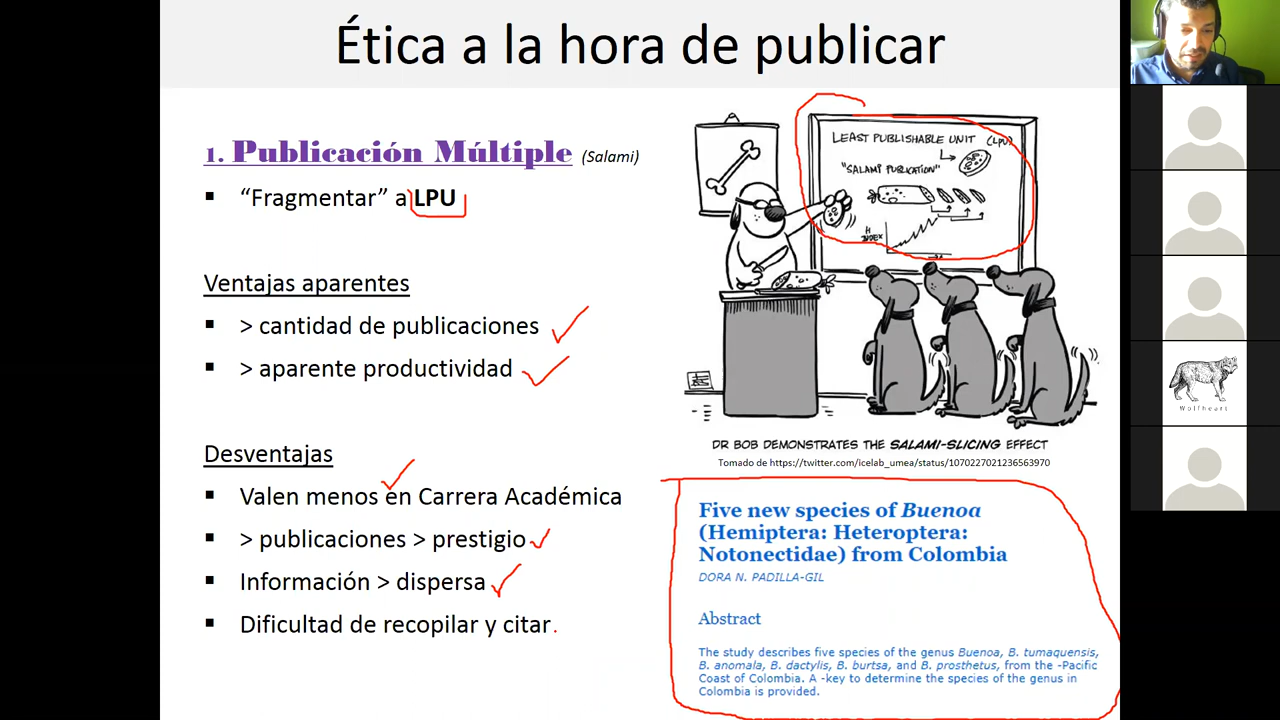 Ética a la hora de publicar
1. Publicación Múltiple (Salami)
▪ “Fragmentar” a LPU
Ventajas aparentes
▪ > cantidad de publicaciones
▪ > aparente productividad
Desventajas
▪ Valen menos en Carrera Académica
▪ > publicaciones > prestigio
▪ Información > dispersa
▪ Dificultad de recopilar y citar
LEAST PUBLISHABLE UNIT
(LPU)
"SALAMI PUBLICATION"
H
INDEX
DR BOB DEMONSTRATES THE SALAMI-SLICING EFFECT
Tomado de https://twitter.com/icelab_umea/status/1070227021236563970
Five new species of Buenoa
(Hemiptera: Heteroptera:
Notonectidae) from Colombia
DORA N. PADILLA-GIL
Abstract
The study describes five species of the genus Buenoa, B. tumaquensis,
B. anomala, B. dactylis, B. burtsa, and B. prosthetus, from the -Pacific
Coast of Colombia. A -key to determine the species of the genus in
Colombia is provided.
Wolfheart